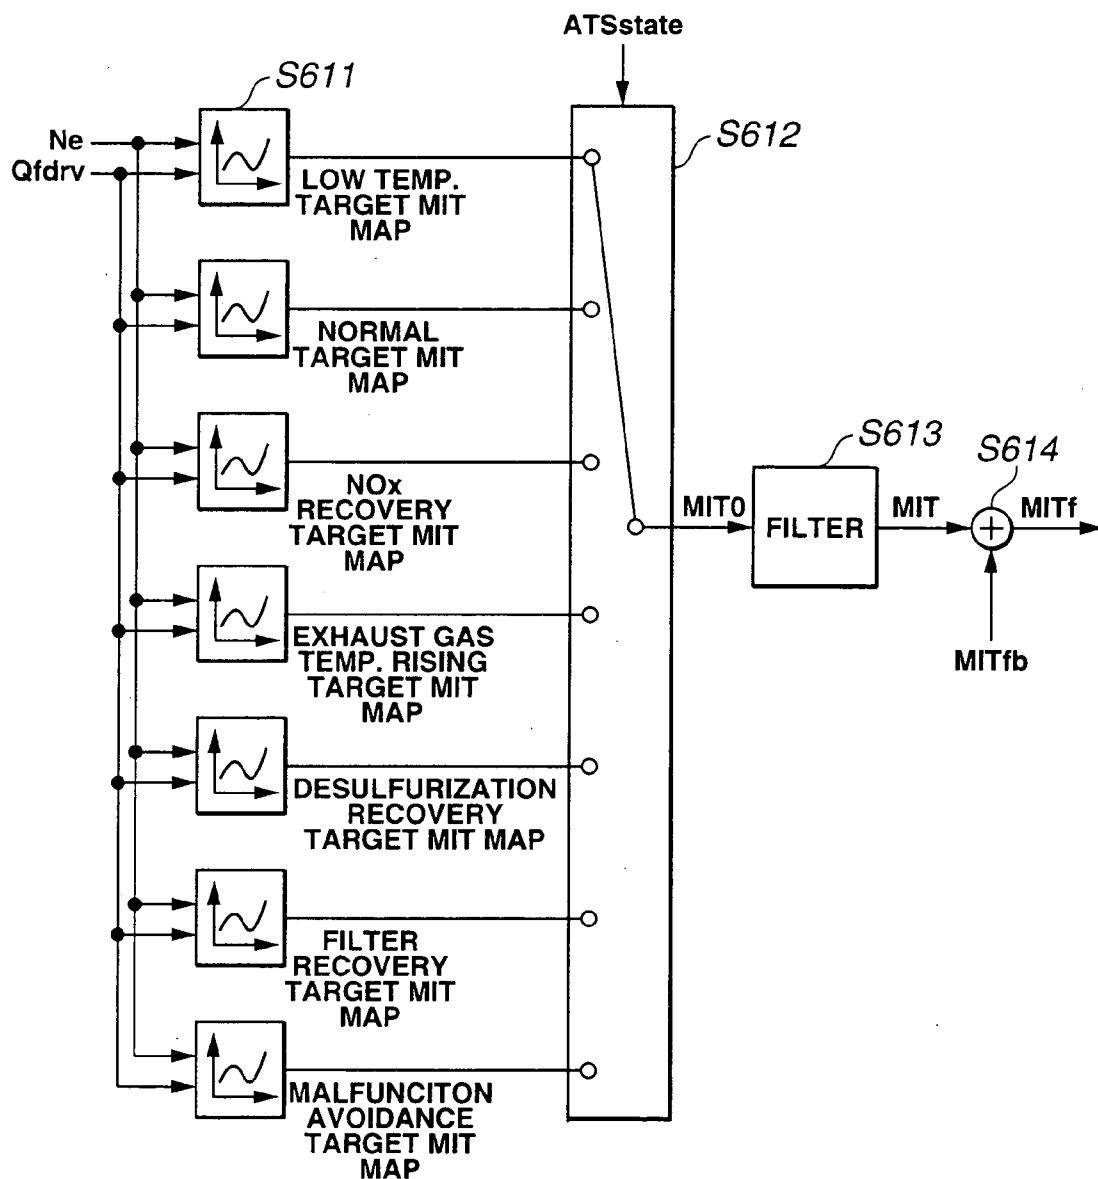 ATSstate
S611
S612
Ne
Qfdrv
LOW TEMP.
TARGET MIT
MAP
NORMAL
TARGET MIT
MAP
NOx
RECOVERY
TARGET MIT
MAP
EXHAUST GAS
TEMP. RISING
TARGET MIT
MAP
DESULFURIZATION
RECOVERY
TARGET MIT MAP
FILTER
RECOVERY
TARGET MIT
MAP
MALFUNCITON
AVOIDANCE
TARGET MIT
MAP
S613
S614
MIT0
FILTER
MIT
+
MITf
MITfb